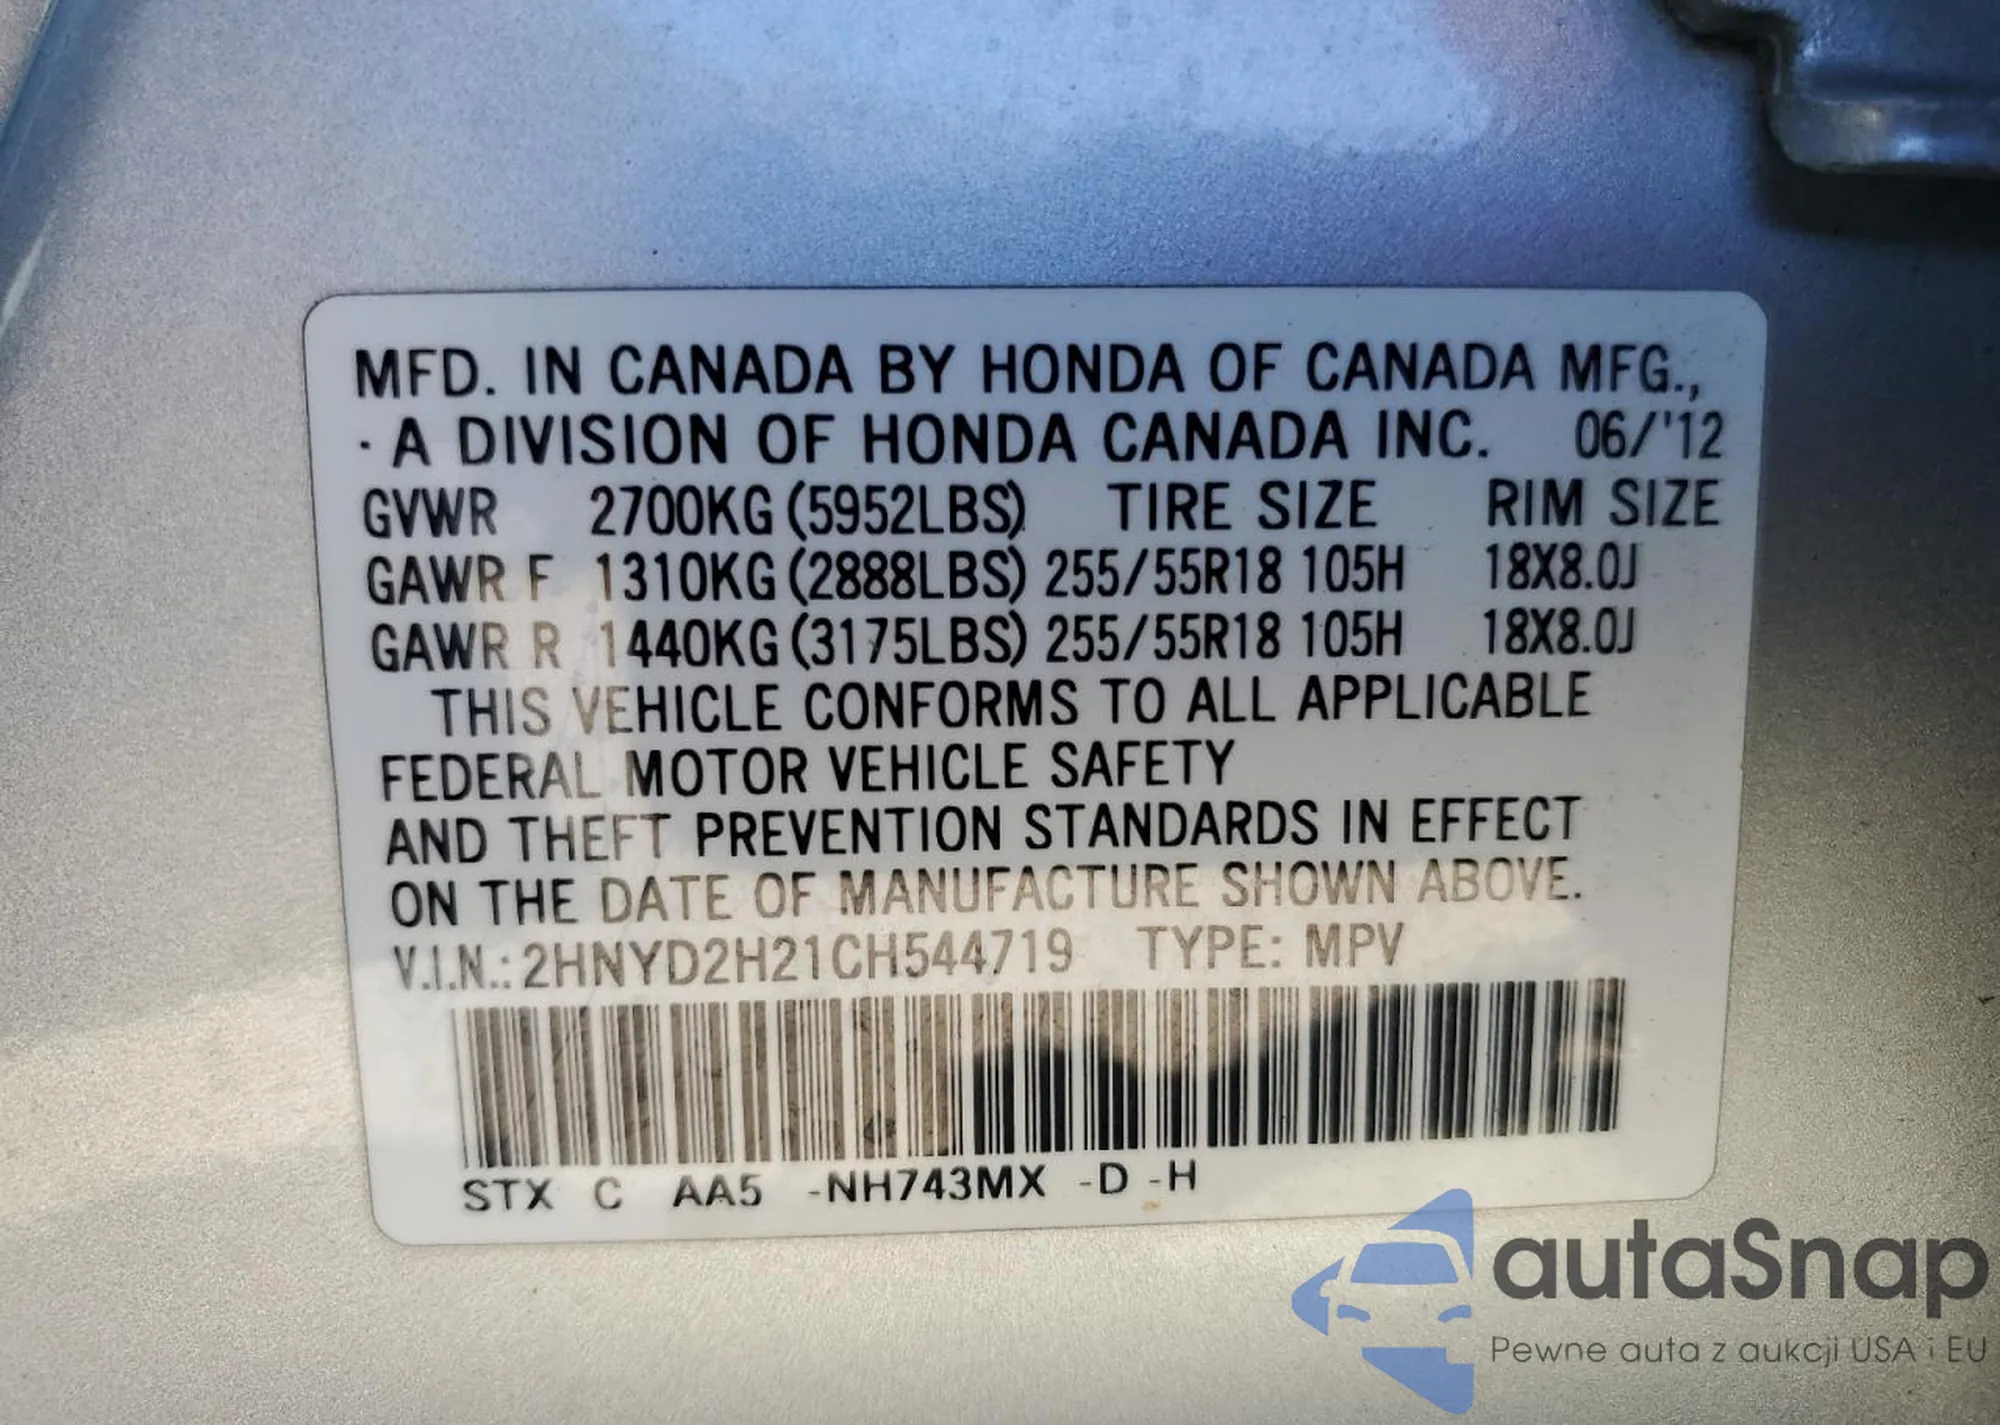 MFD. IN CANADA BY HONDA OF CANADA MFG.,
· A DIVISION OF HONDA CANADA INC. 06/'12
GVWR 2700KG (5952LBS) TIRE SIZE RIM SIZE
GAWR F 1310KG (2888LBS) 255/55R18 105H 18X8.0J
GAWR R 1440KG (3175LBS) 255/55R18 105H 18X8.0J
THIS VEHICLE CONFORMS TO ALL APPLICABLE
FEDERAL MOTOR VEHICLE SAFETY
AND THEFT PREVENTION STANDARDS IN EFFECT
ON THE DATE OF MANUFACTURE SHOWN ABOVE.
V.I.N.: 2HNYD2H21CH544719 TYPE: MPV
STX C AA5 -NH743MX -D -H
autaSnap
Pewne auta z aukcji USA i EU